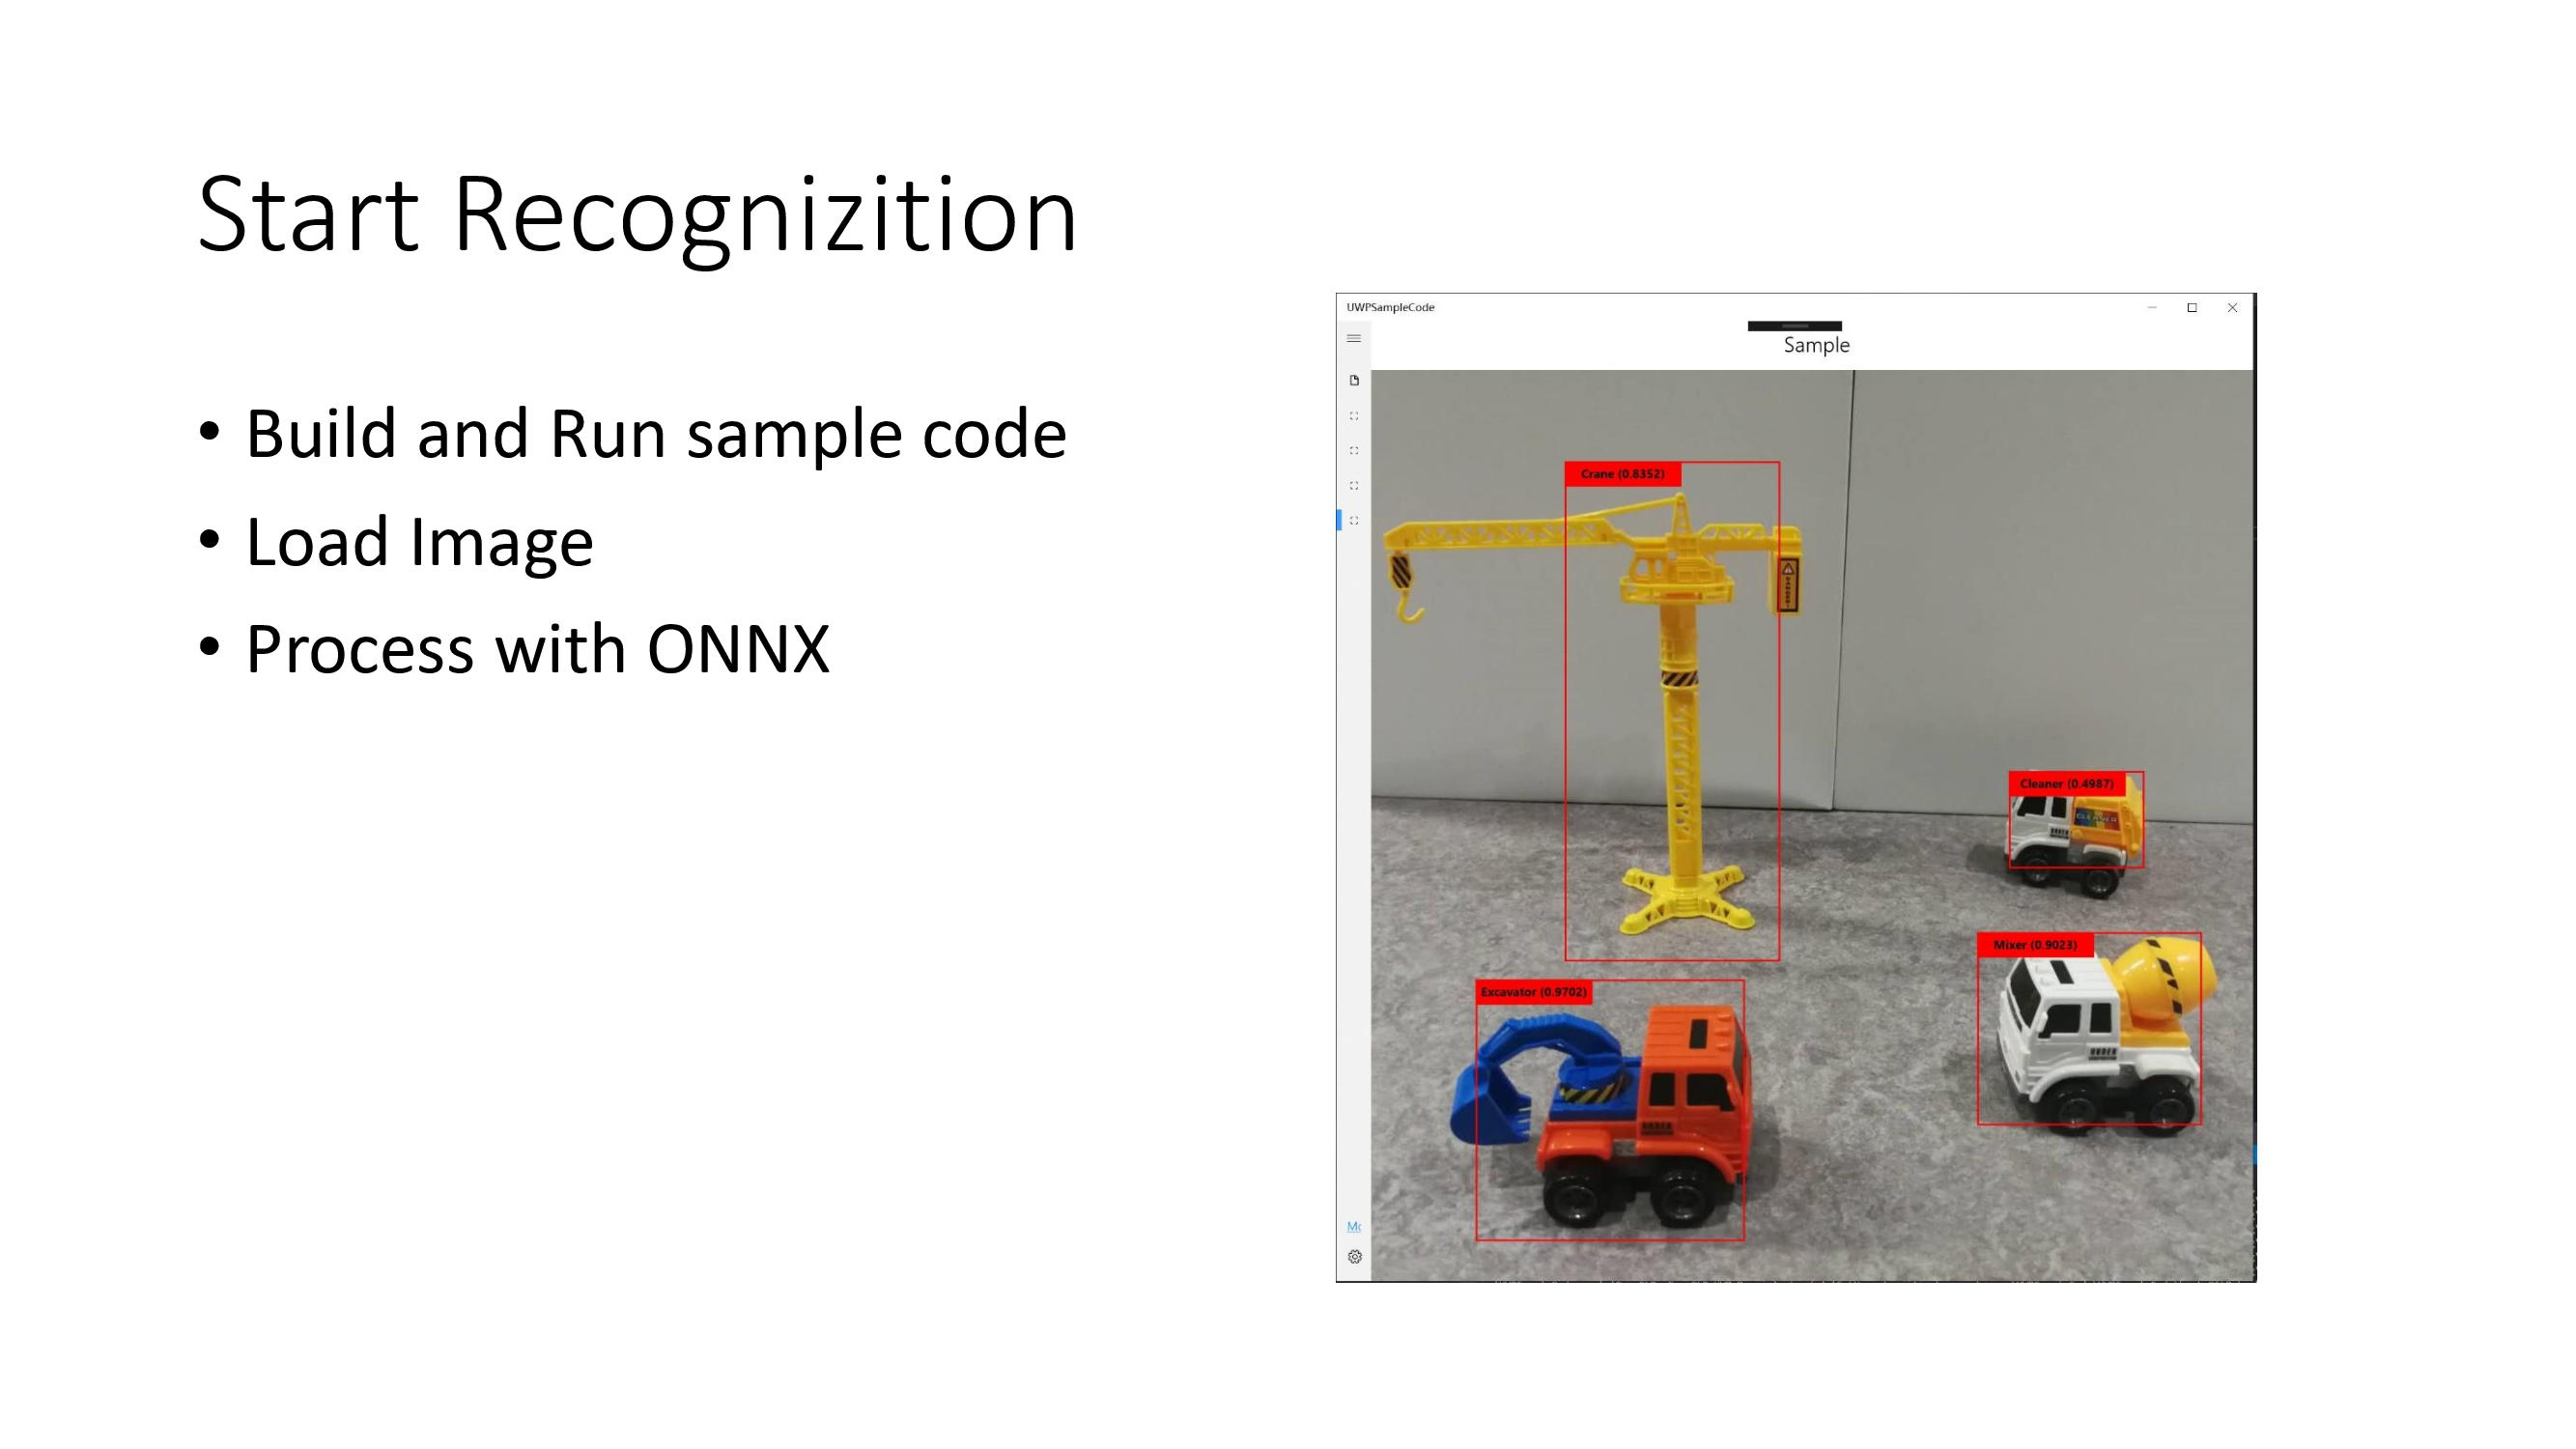 Start Recognizition
• Build and Run sample code
• Load Image
• Process with ONNX
UWPSampleCode
Sample
Crane (0.8352)
Cleaner (0.4987)
CLEANER
Mixer (0.9023)
Excavator (0.9702)